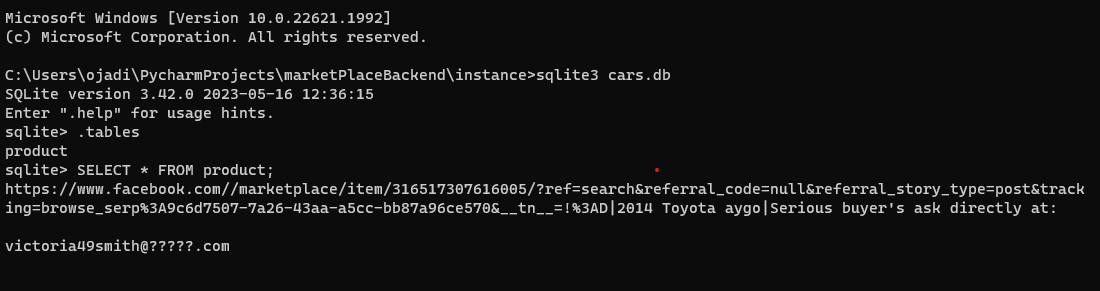 Microsoft Windows [Version 10.0.22621.1992]
(c) Microsoft Corporation. All rights reserved.
C:\Users\ojadi\PycharmProjects\marketPlaceBackend\instance>sqlite3 cars.db
SQLite version 3.42.0 2023-05-16 12:36:15
Enter ".help" for usage hints.
sqlite> .tables
product
sqlite> SELECT * FROM product;
https://www.facebook.com//marketplace/item/316517307616005/?ref=search&referral_code=null&referral_story_type=post&track
ing=browse_serp%3A9c6d7507-7a26-43aa-a5cc-bb87a96ce570&__tn__=!%3AD|2014 Toyota aygo|Serious buyer's ask directly at:
victoria49smith@?????.com